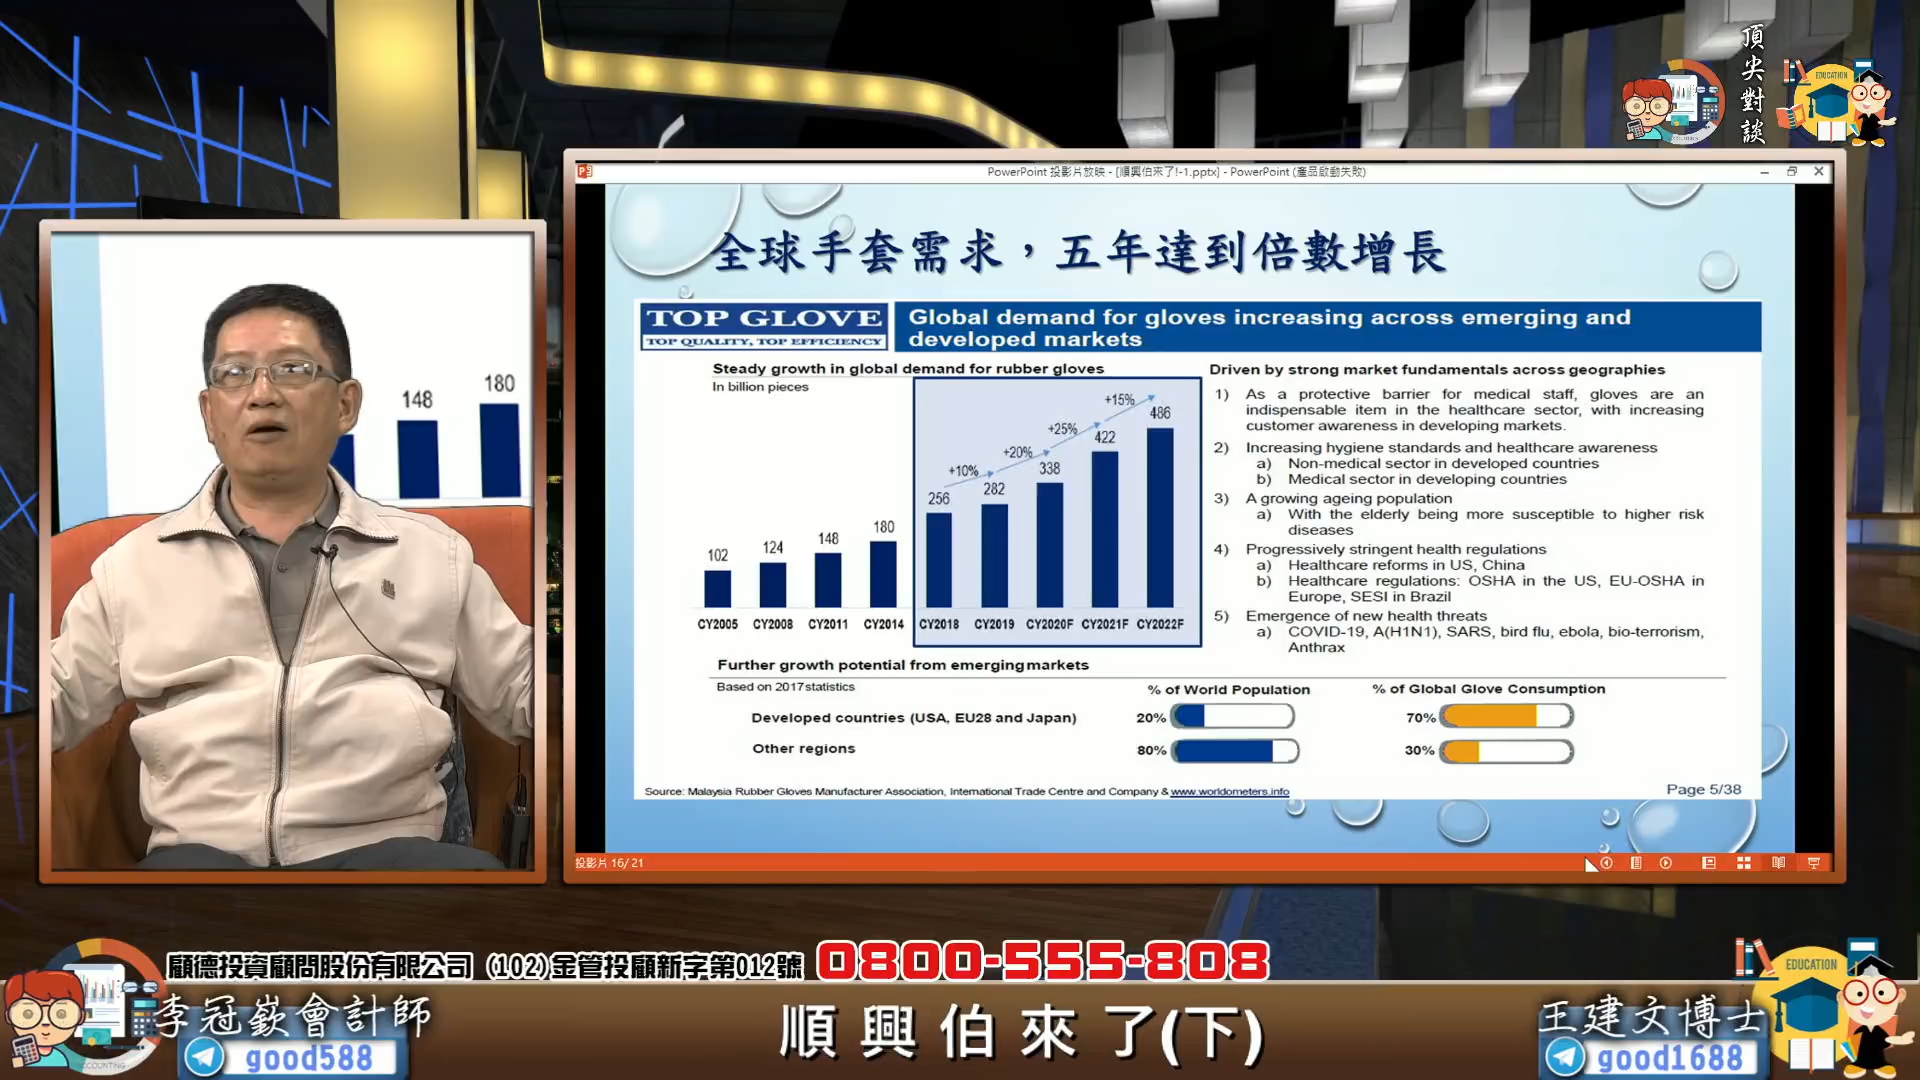 頂尖對談
EDUCATION
PowerPoint 投影片放映 - [順興伯來了!-1.pptx] - PowerPoint (產品啟動失敗)
全球手套需求，五年達到倍數增長
TOP GLOVE
TOP QUALITY, TOP EFFICIENCY
Global demand for gloves increasing across emerging and
developed markets
Steady growth in global demand for rubber gloves
In billion pieces
+10%
+20%
+25%
+15%
102
124
148
180
256
282
338
422
486
CY2005
CY2008
CY2011
CY2014
CY2018
CY2019
CY2020F
CY2021F
CY2022F
Driven by strong market fundamentals across geographies
1) As a protective barrier for medical staff, gloves are an
indispensable item in the healthcare sector, with increasing
customer awareness in developing markets.
2) Increasing hygiene standards and healthcare awareness
a) Non-medical sector in developed countries
b) Medical sector in developing countries
3) A growing ageing population
a) With the elderly being more susceptible to higher risk
diseases
4) Progressively stringent health regulations
a) Healthcare reforms in US, China
b) Healthcare regulations: OSHA in the US, EU-OSHA in
Europe, SESI in Brazil
5) Emergence of new health threats
a) COVID-19, A(H1N1), SARS, bird flu, ebola, bio-terrorism,
Anthrax
Further growth potential from emerging markets
Based on 2017 statistics
% of World Population
% of Global Glove Consumption
Developed countries (USA, EU28 and Japan)
20%
70%
Other regions
80%
30%
Source: Malaysia Rubber Gloves Manufacturer Association, International Trade Centre and Company & www.worldometers.info
Page 5/38
投影片 16/ 21
148
180
顧德投資顧問股份有限公司 (102)金管投顧新字第012號 0800-555-808
李冠嶔會計師
good588
順興伯來了(下)
王建文博士
good1688
EDUCATION
ACCOUNTING